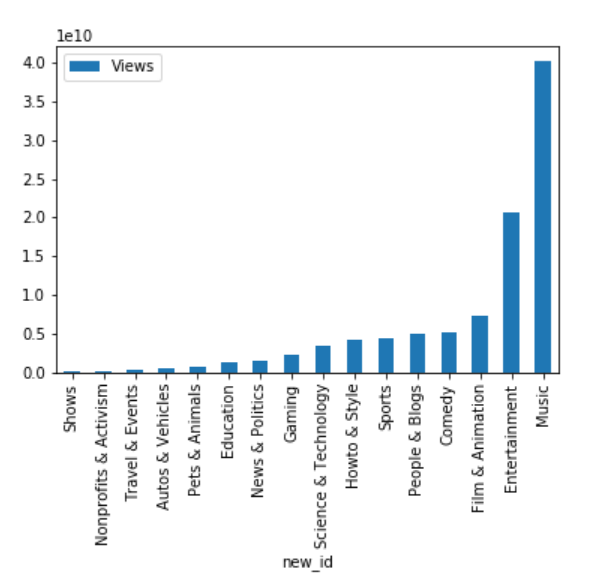 1e10
Views
4.0
3.5
3.0
2.5
2.0
1.5
1.0
0.5
0.0
Shows
Nonprofits & Activism
Travel & Events
Autos & Vehicles
Pets & Animals
Education
News & Politics
Gaming
Science & Technology
Howto & Style
Sports
People & Blogs
Comedy
Film & Animation
Entertainment
Music
new_id